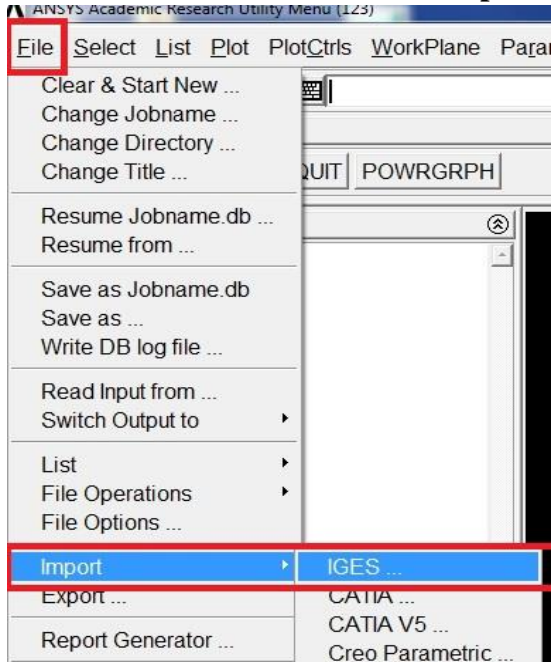 ANSYS Academic Research Utility Menu (123)
File Select List Plot PlotCtrls WorkPlane
Clear & Start New ...
Change Jobname ...
Change Directory ...
Change Title ...
QUIT POWRGRPH
Resume Jobname.db ...
Resume from ...
Save as Jobname.db
Save as ...
Write DB log file ...
Read Input from ...
Switch Output to
List
File Operations
File Options ...
Import IGES ...
Export ... CATIA ...
CATIA V5 ...
Report Generator ... Creo Parametric ...